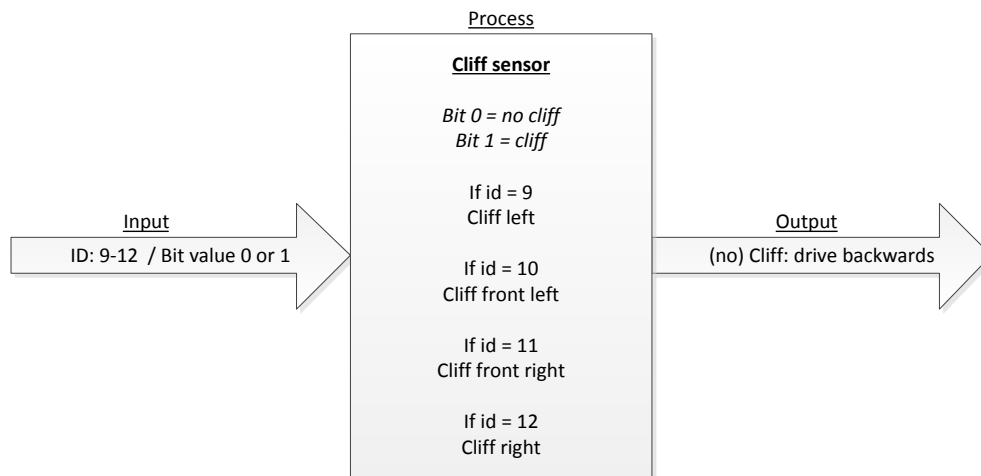 Process
Cliff sensor
Bit 0 = no cliff
Bit 1 = cliff
If id = 9
Cliff left
Input
ID: 9-12 / Bit value 0 or 1
If id = 10
Cliff front left
If id = 11
Cliff front right
If id = 12
Cliff right
Output
(no) Cliff: drive backwards